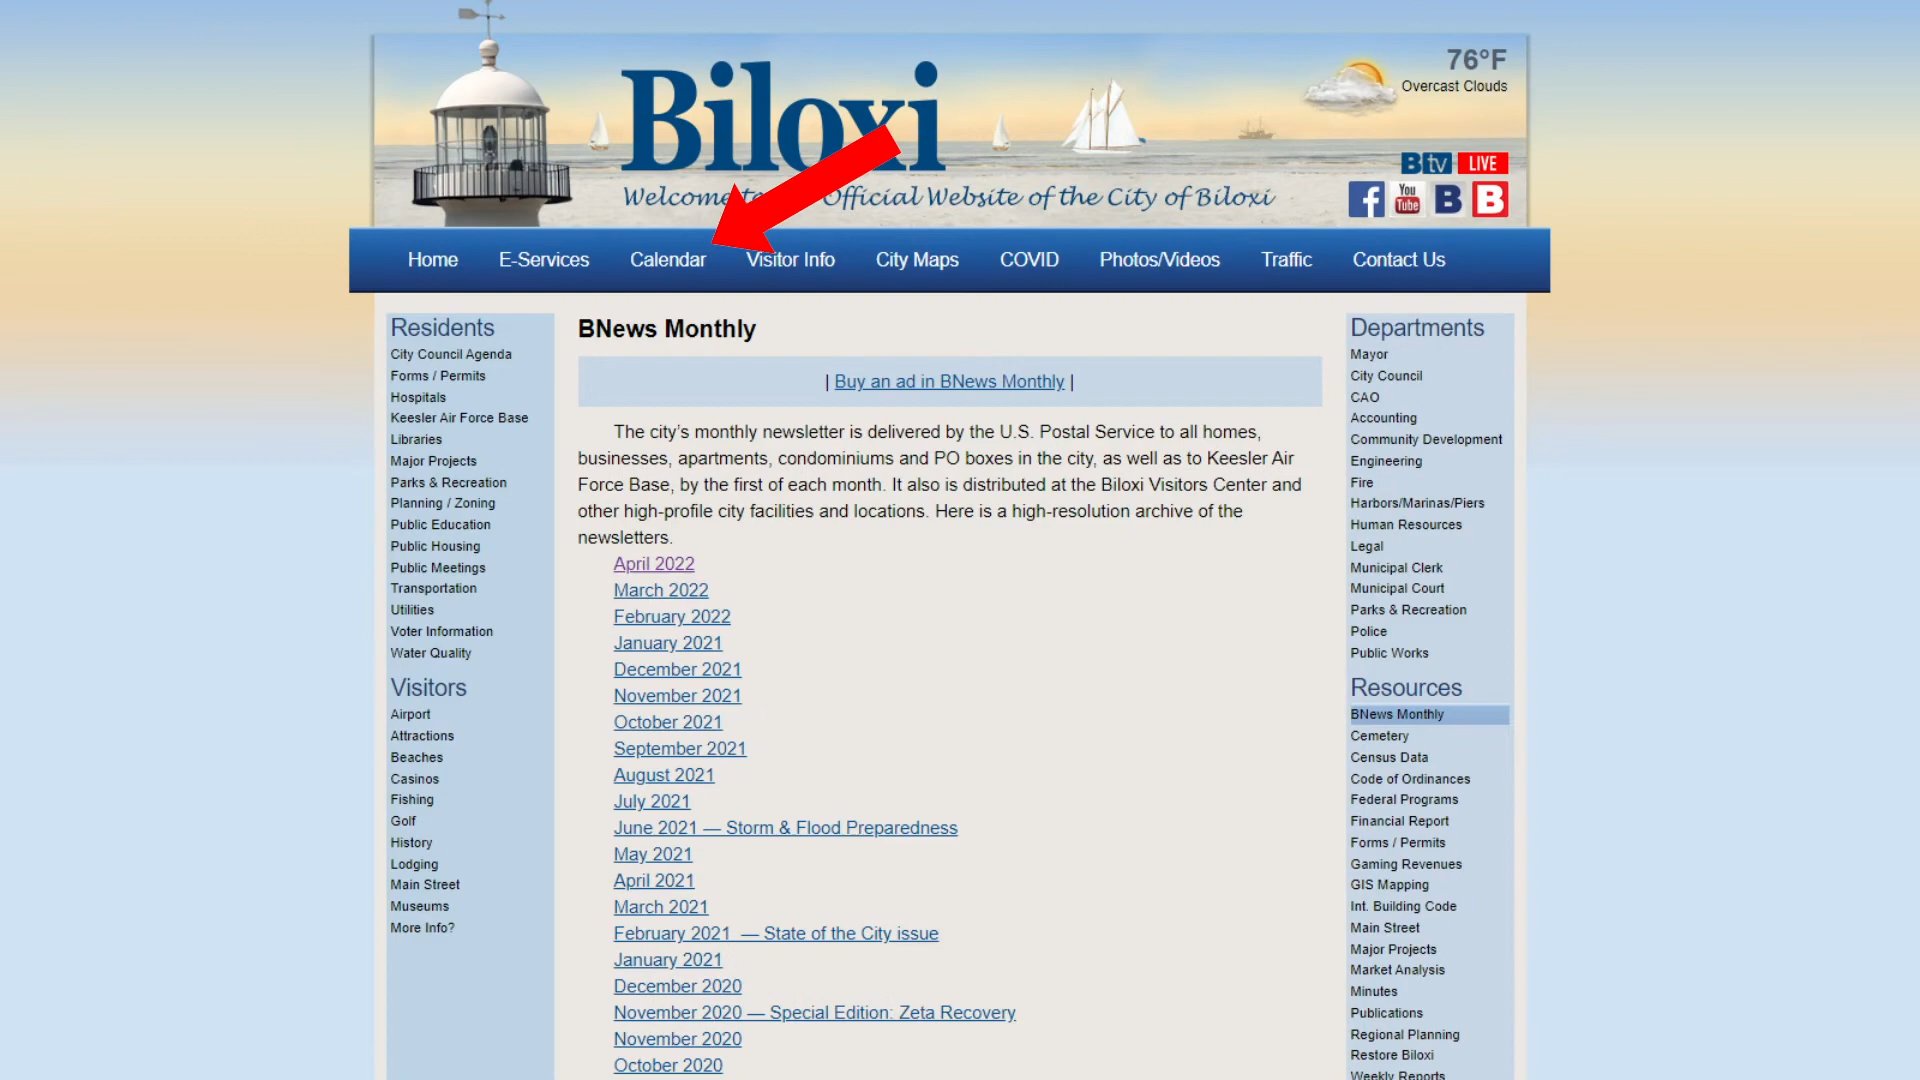 Biloxi
76°F
Overcast Clouds
Btv LIVE
Welcome to Official Website of the City of Biloxi
You
Tube
B
B
Home E-Services Calendar Visitor Info City Maps COVID Photos/Videos Traffic Contact Us
Residents
City Council Agenda
Forms / Permits
Hospitals
Keesler Air Force Base
Libraries
Major Projects
Parks & Recreation
Planning / Zoning
Public Education
Public Housing
Public Meetings
Transportation
Utilities
Voter Information
Water Quality
Visitors
Airport
Attractions
Beaches
Casinos
Fishing
Golf
History
Lodging
Main Street
Museums
More Info?
BNews Monthly
| Buy an ad in BNews Monthly |
The city’s monthly newsletter is delivered by the U.S. Postal Service to all homes,
businesses, apartments, condominiums and PO boxes in the city, as well as to Keesler Air
Force Base, by the first of each month. It also is distributed at the Biloxi Visitors Center and
other high-profile city facilities and locations. Here is a high-resolution archive of the
newsletters.
April 2022
March 2022
February 2022
January 2021
December 2021
November 2021
October 2021
September 2021
August 2021
July 2021
June 2021 — Storm & Flood Preparedness
May 2021
April 2021
March 2021
February 2021 — State of the City issue
January 2021
December 2020
November 2020 — Special Edition: Zeta Recovery
November 2020
October 2020
Departments
Mayor
City Council
CAO
Accounting
Community Development
Engineering
Fire
Harbors/Marinas/Piers
Human Resources
Legal
Municipal Clerk
Municipal Court
Parks & Recreation
Police
Public Works
Resources
BNews Monthly
Cemetery
Census Data
Code of Ordinances
Federal Programs
Financial Report
Forms / Permits
Gaming Revenues
GIS Mapping
Int. Building Code
Main Street
Major Projects
Market Analysis
Minutes
Publications
Regional Planning
Restore Biloxi
Weekly Reports